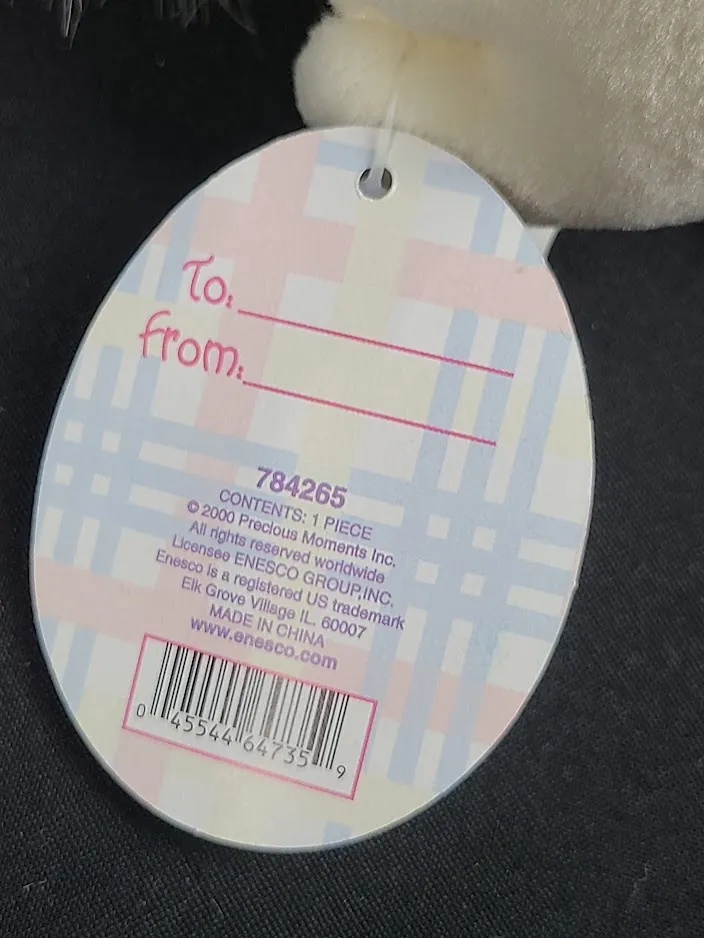 To:
from:
784265
CONTENTS: 1 PIECE
© 2000 Precious Moments Inc.
All rights reserved worldwide
Licensee ENESCO GROUP,INC.
Enesco is a registered US trademark
Elk Grove Village IL. 60007
MADE IN CHINA
www.enesco.com
0 45544 64735 9